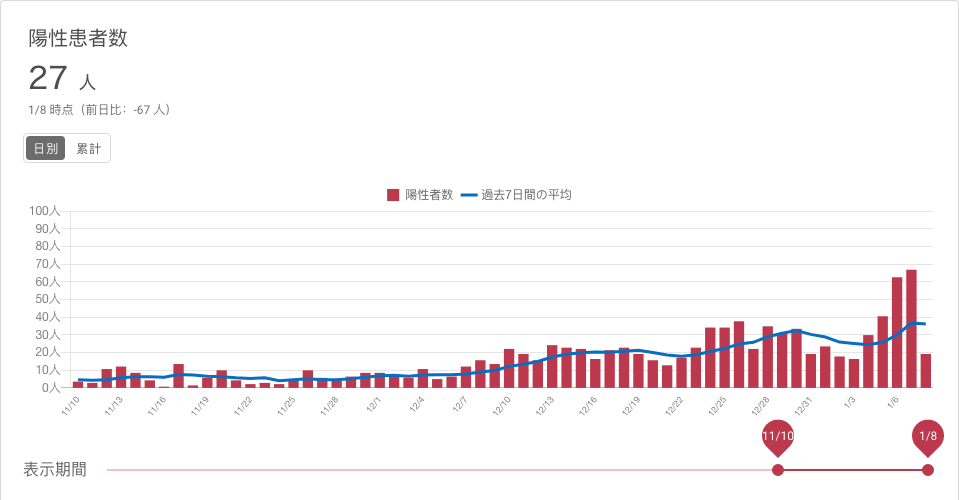 陽性患者数
27 人
1/8 時点（前日比：-67 人）
日別 累計
陽性者数 過去7日間の平均
100人
90人
80人
70人
60人
50人
40人
30人
20人
10人
0人
11/10 11/13 11/16 11/19 11/22 11/25 11/28 12/1 12/4 12/7 12/10 12/13 12/16 12/19 12/22 12/25 12/28 12/31 1/3 1/6
11/10 1/8
表示期間